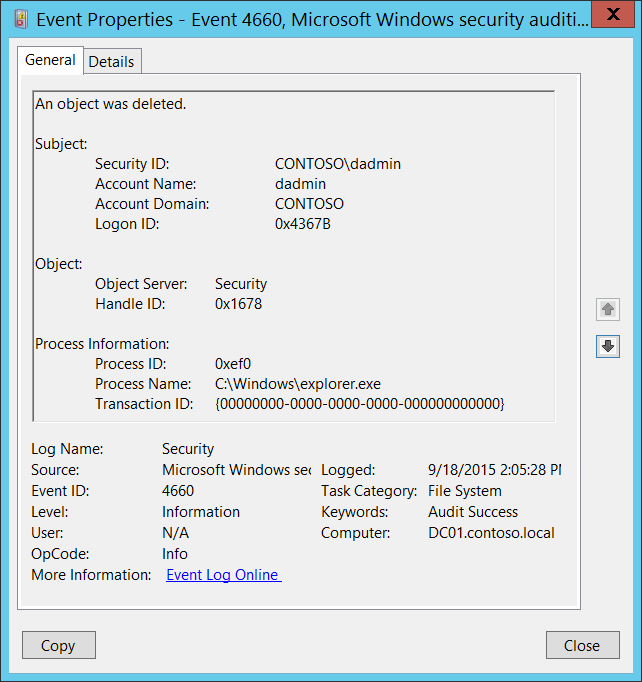 Event Properties - Event 4660, Microsoft Windows security auditi...
X
General Details
An object was deleted.
Subject:
Security ID: CONTOSO\dadmin
Account Name: dadmin
Account Domain: CONTOSO
Logon ID: 0x4367B
Object:
Object Server: Security
Handle ID: 0x1678
Process Information:
Process ID: 0xef0
Process Name: C:\Windows\explorer.exe
Transaction ID: {00000000-0000-0000-0000-000000000000}
Log Name: Security
Source: Microsoft Windows sec Logged: 9/18/2015 2:05:28 PM
Event ID: 4660 Task Category: File System
Level: Information Keywords: Audit Success
User: N/A Computer: DC01.contoso.local
OpCode: Info
More Information: Event Log Online
Copy Close